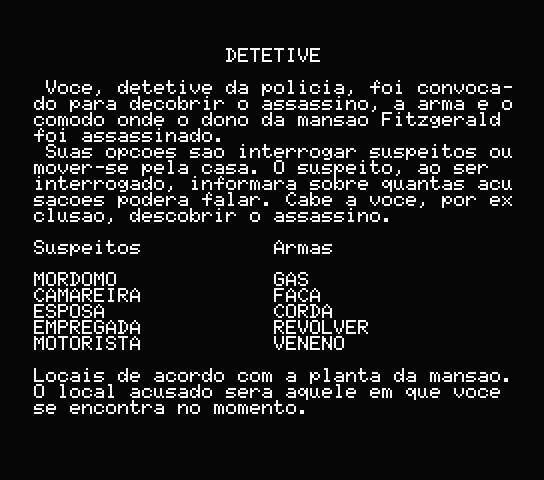 DETETIVE
Voce, detetive da policia, foi convoca-
do para decobrir o assassino, a arma e o
comodo onde o dono da mansao Fitzgerald
foi assassinado.
Suas opcoes sao interrogar suspeitos ou
mover-se pela casa. O suspeito, ao ser
interrogado, informara sobre quantas acu
sacoes podera falar. Cabe a voce, por ex
clusao, descobrir o assassino.
Suspeitos Armas
MORDOMO GAS
CAMAREIRA FACA
ESPOSA CORDA
EMPREGADA REVOLVER
MOTORISTA VENENO
Locais de acordo com a planta da mansao.
O local acusado sera aquele em que voce
se encontra no momento.